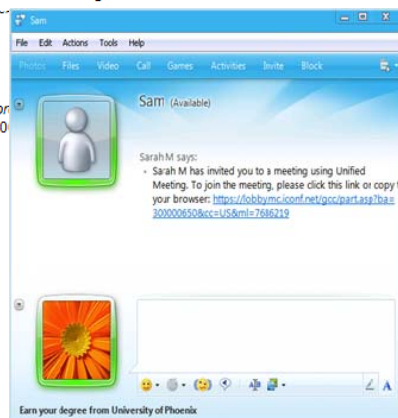 Sam
File Edit Actions Tools Help
Photos Files Video Call Games Activities Invite Block
Sam (Available)
Sarah M says:
Sarah M has invited you to a meeting using Unified
Meeting. To join the meeting, please click this link or copy t
your browser: https://lobbymc.iconf.net/gcc/part.asp?ba=
300000650&cc=US&ml=7686219
Earn your degree from University of Phoenix